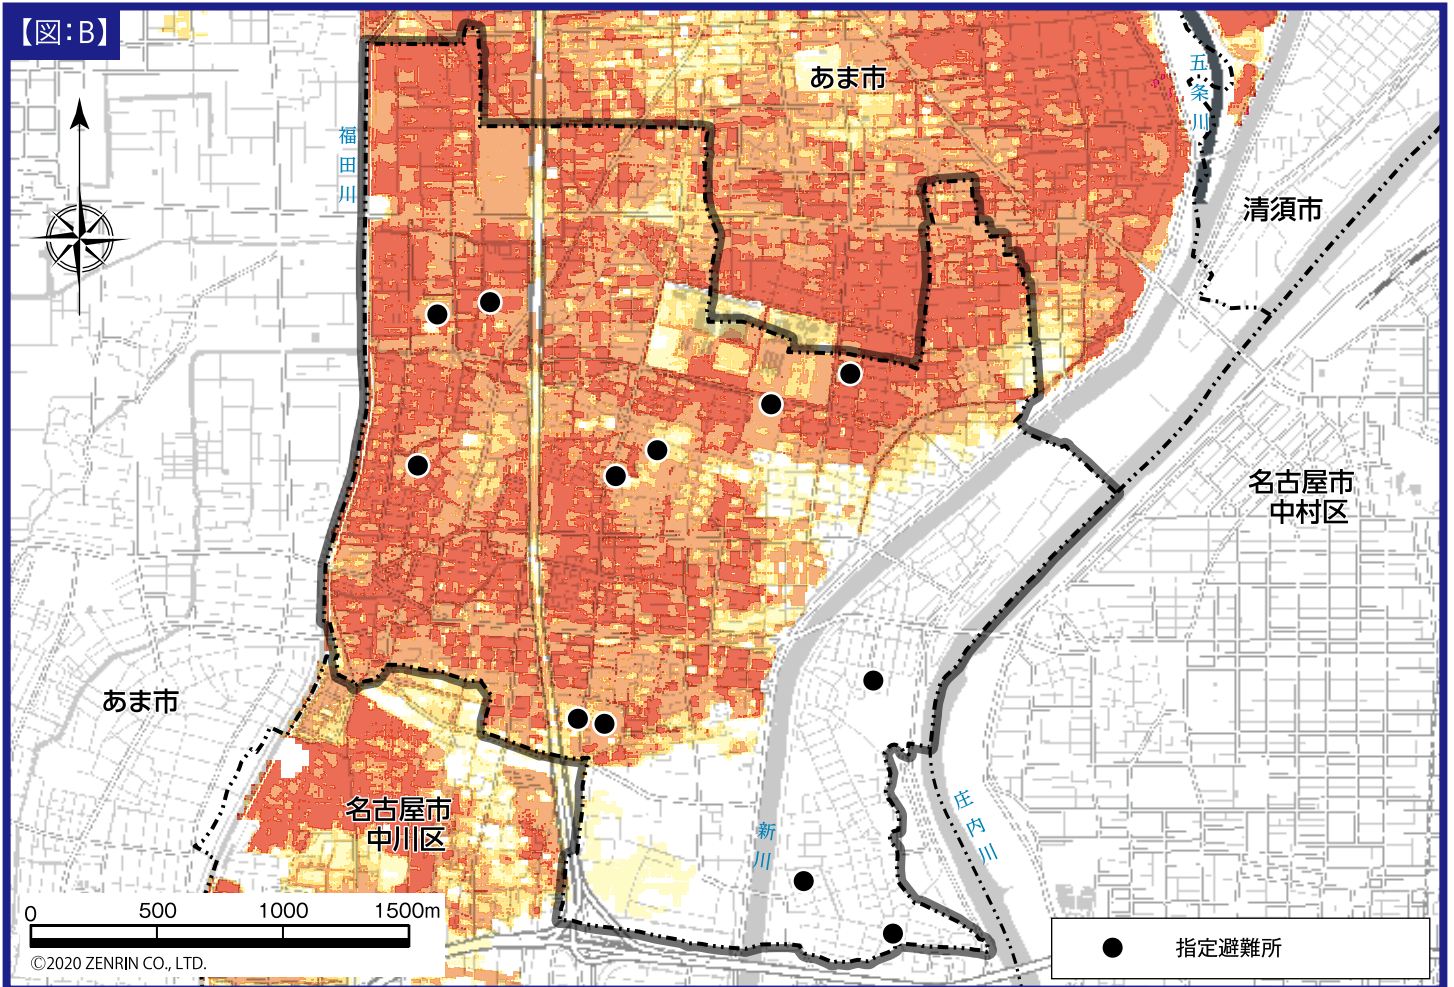 【図:B】
あま市
五条川
福田川
清須市
名古屋市
中村区
あま市
名古屋市
中川区
新川
庄内川
0 500 1000 1500m
©2020 ZENRIN CO., LTD.
指定避難所